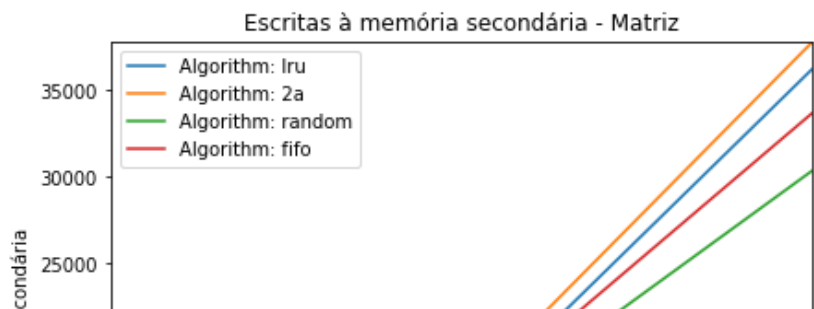 Escritas à memória secondária - Matriz
Algorithm: lru
Algorithm: 2a
Algorithm: random
Algorithm: fifo
35000
30000
25000
condária